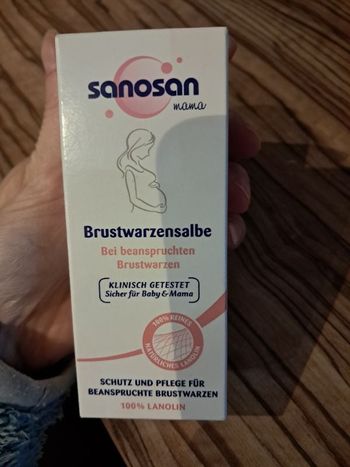 sanosan
mama
Brustwarzensalbe
Bei beanspruchten
Brustwarzen
KLINISCH GETESTET
Sicher für Baby & Mama
100% REINES
NATÜRLICHES LANOLIN
SCHUTZ UND PFLEGE FÜR
BEANSPRUCHTE BRUSTWARZEN
100% LANOLIN